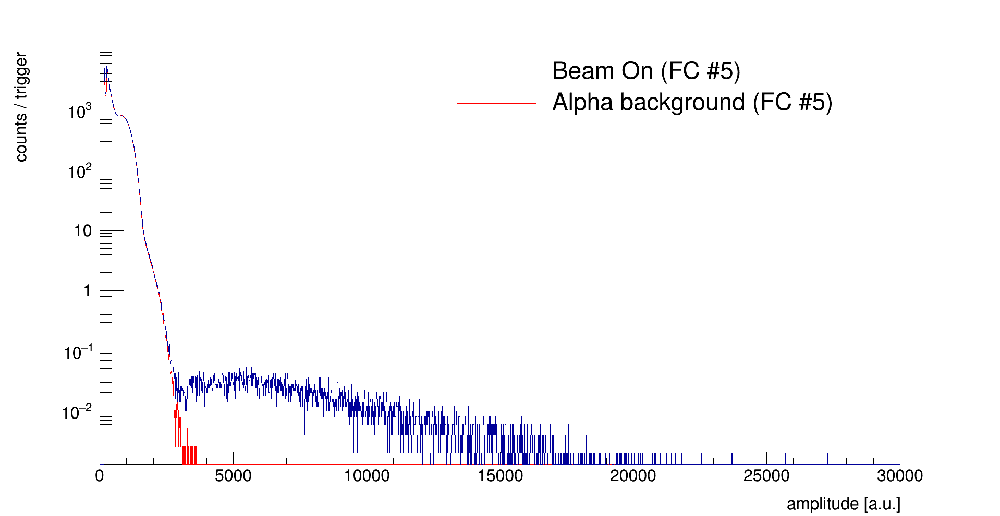 counts / trigger
Beam On (FC #5)
Alpha background (FC #5)
10³
10²
10
1
10⁻¹
10⁻²
0 5000 10000 15000 20000 25000 30000
amplitude [a.u.]